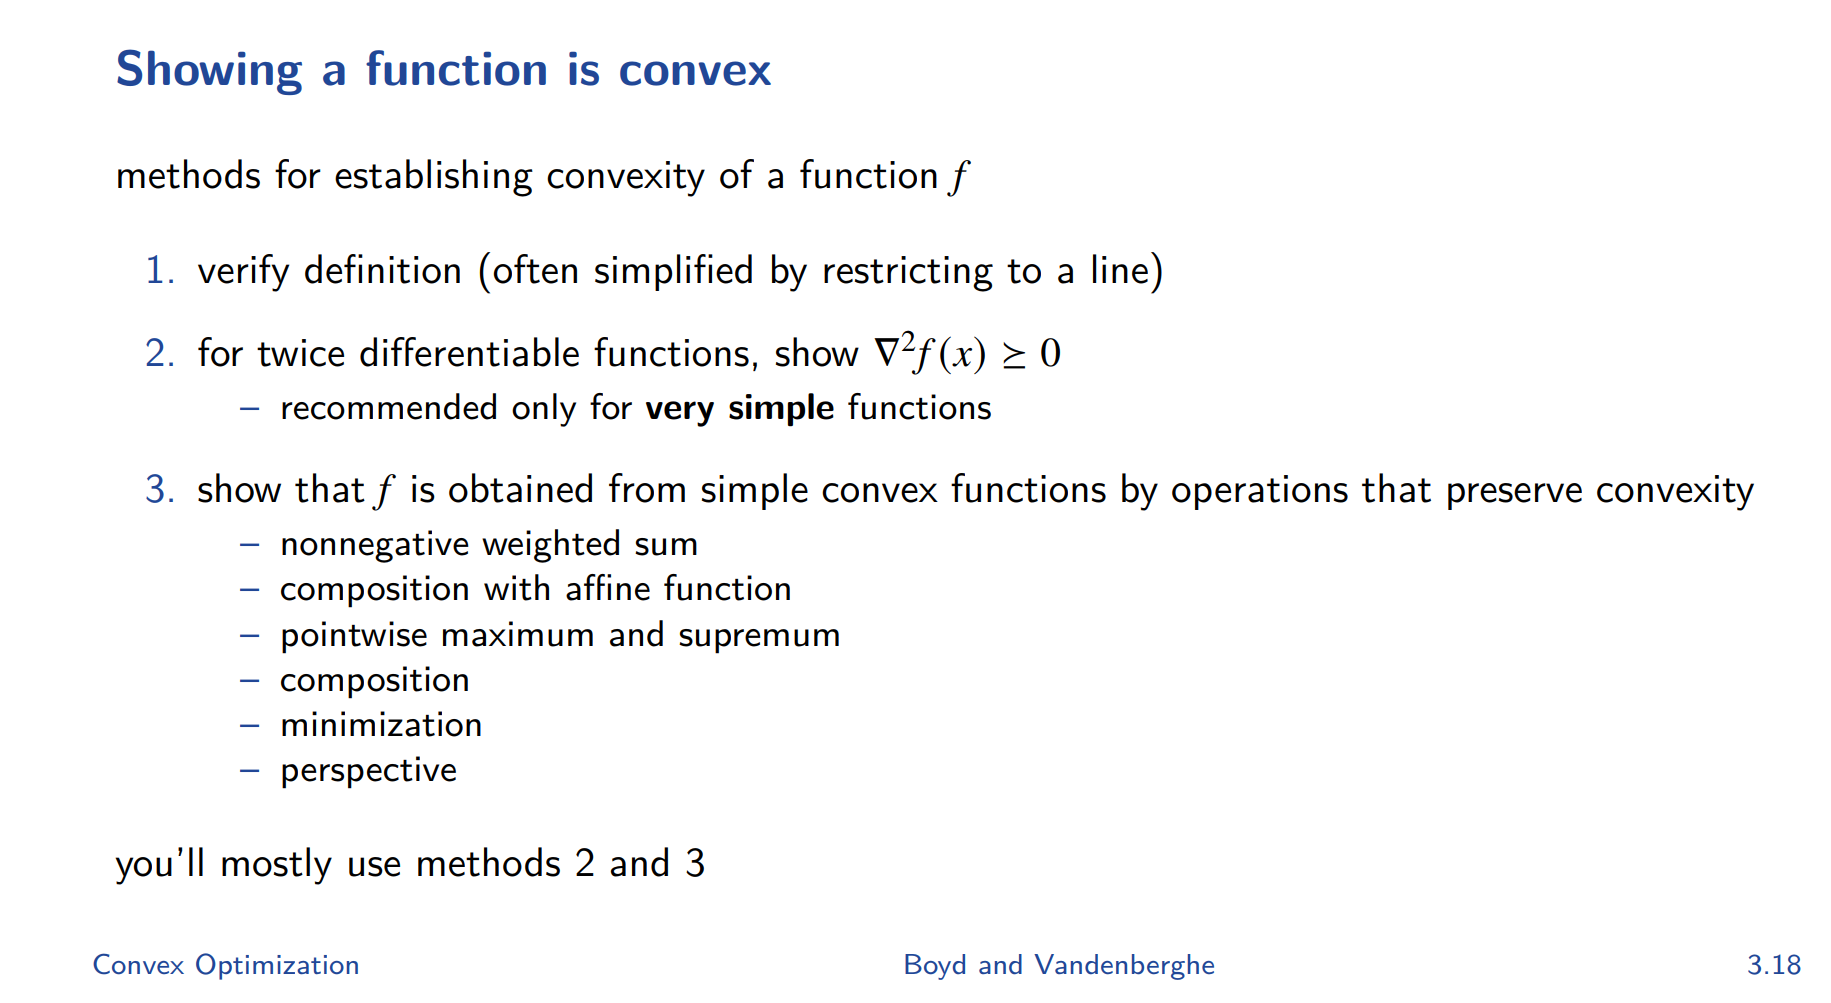 Showing a function is convex
methods for establishing convexity of a function f
1. verify definition (often simplified by restricting to a line)
2. for twice differentiable functions, show ∇²f(x) ⪰ 0
– recommended only for very simple functions
3. show that f is obtained from simple convex functions by operations that preserve convexity
– nonnegative weighted sum
– composition with affine function
– pointwise maximum and supremum
– composition
– minimization
– perspective
you'll mostly use methods 2 and 3
Convex Optimization Boyd and Vandenberghe 3.18